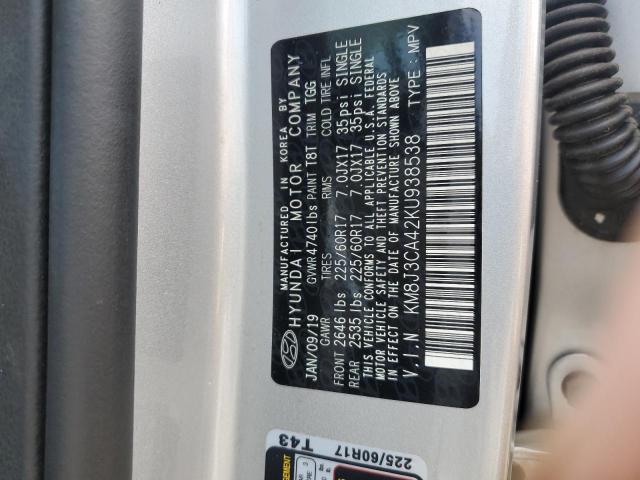 MANUFACTURED IN KOREA BY
HYUNDAI MOTOR COMPANY
JAN/09/19 GVWR 4740lbs PAINT T8T TRIM TGG
GAWR TIRES RIMS COLD TIRE INFL
FRONT 2646 lbs 225/60R17 7.0JX17 35psi SINGLE
REAR 2535 lbs 225/60R17 7.0JX17 35psi SINGLE
THIS VEHICLE CONFORMS TO ALL APPLICABLE U.S.A. FEDERAL
MOTOR VEHICLE SAFETY AND THEFT PREVENTION STANDARDS
IN EFFECT ON THE DATE OF MANUFACTURE SHOWN ABOVE
V.I.N KM8J3CA42KU938538 TYPE : MPV
T43
225/60R17